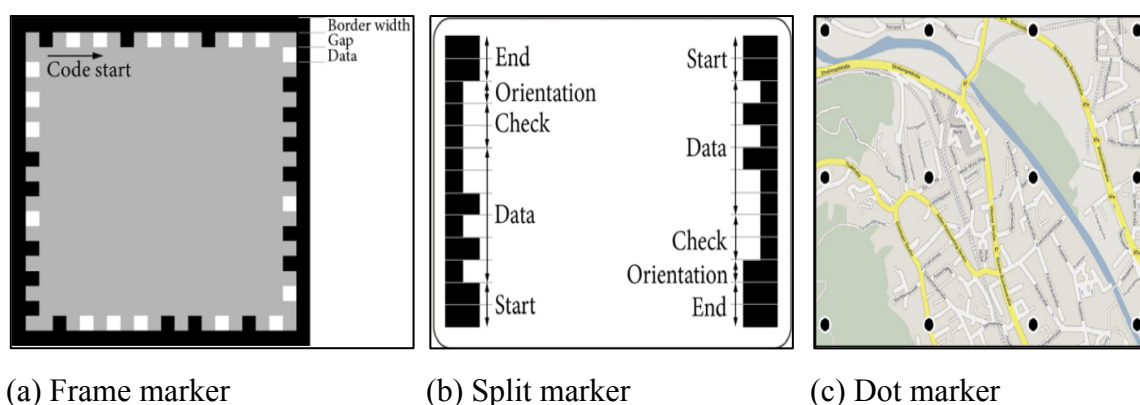 Border width
Gap
Data
Code start
End
Orientation
Check
Data
Start
Start
Data
Check
Orientation
End
(a) Frame marker
(b) Split marker
(c) Dot marker